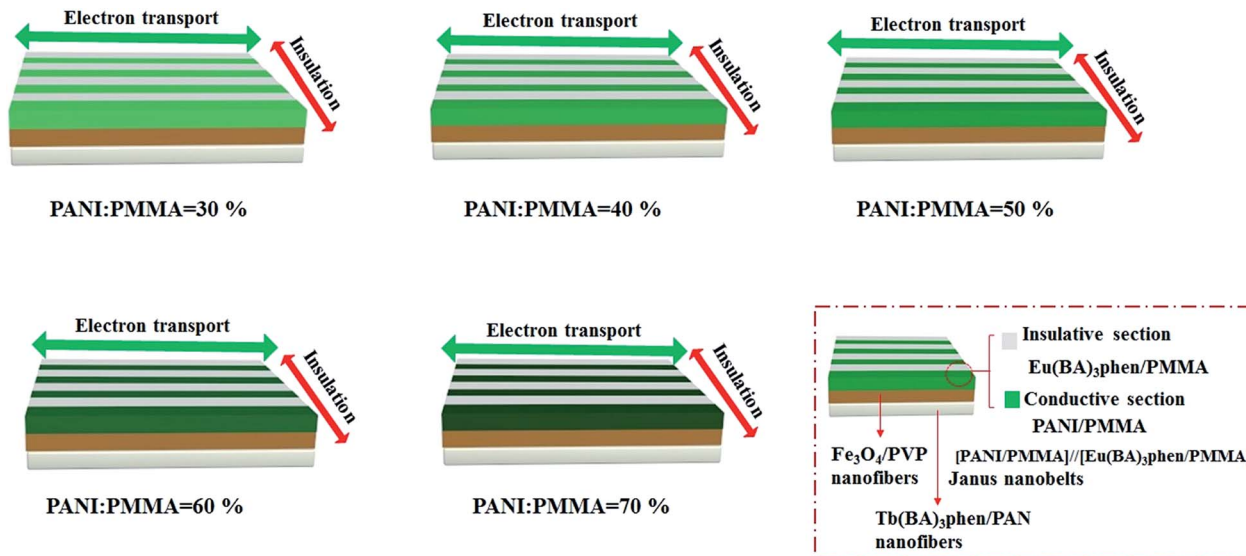 Electron transport
Insulation
PANI:PMMA=30 %
Electron transport
Insulation
PANI:PMMA=40 %
Electron transport
Insulation
PANI:PMMA=50 %
Electron transport
Insulation
PANI:PMMA=60 %
Electron transport
Insulation
PANI:PMMA=70 %
Insulative section
Eu(BA)₃phen/PMMA
Conductive section
PANI/PMMA
[PANI/PMMA]//[Eu(BA)₃phen/PMMA
Janus nanobelts
Fe₃O₄/PVP
nanofibers
Tb(BA)₃phen/PAN
nanofibers